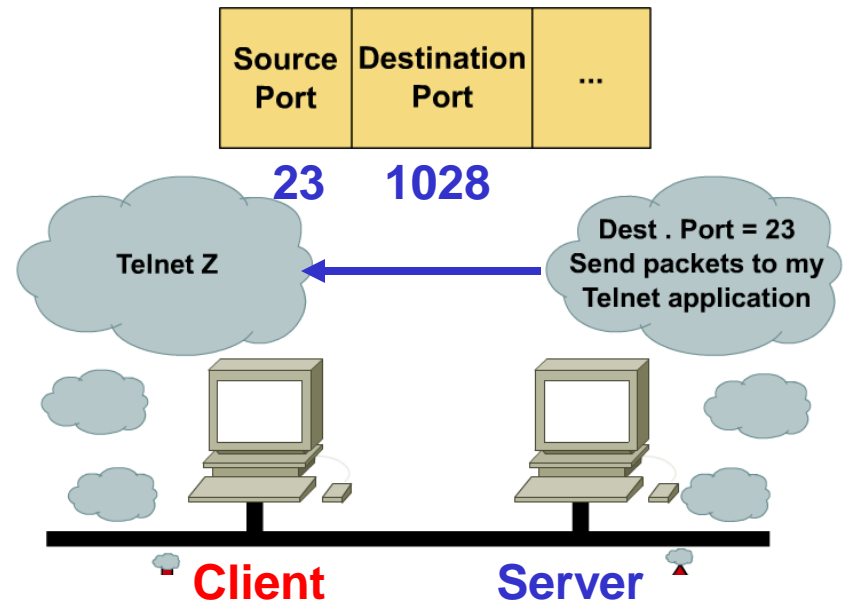 Source Port
Destination Port
...
23 1028
Telnet Z
Dest . Port = 23
Send packets to my
Telnet application
Client Server